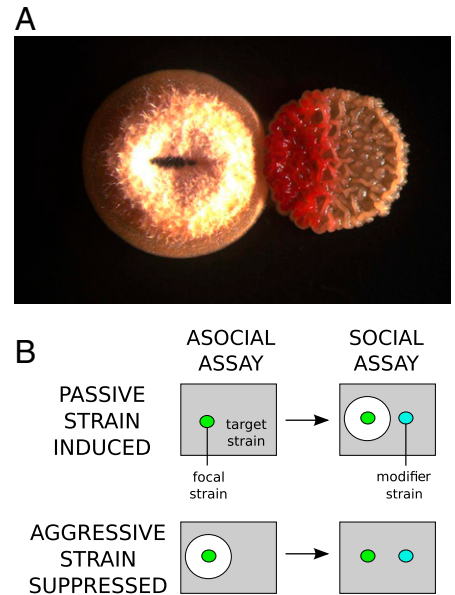 A
B
ASOCIAL
ASSAY
SOCIAL
ASSAY
PASSIVE
STRAIN
INDUCED
target
strain
focal
strain
modifier
strain
AGGRESSIVE
STRAIN
SUPPRESSED